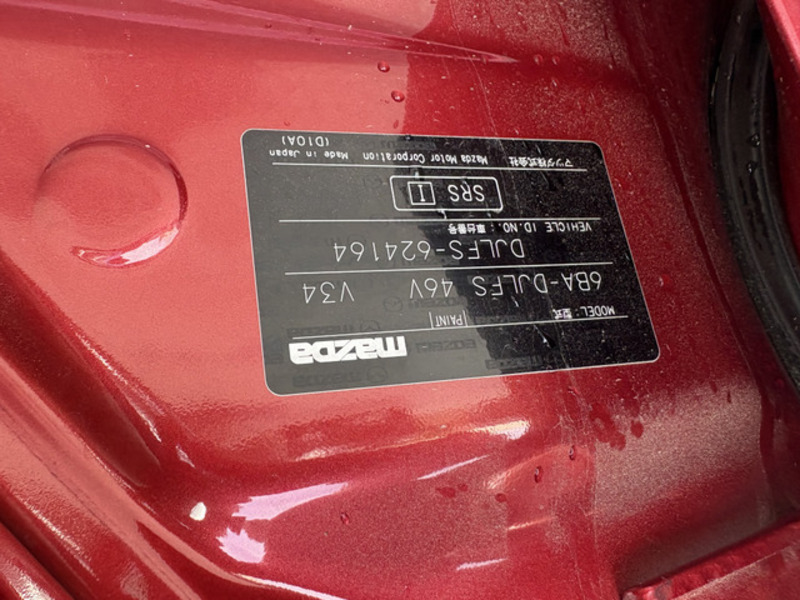 mazda
MODEL: 型式 |PAINT|
6BA-DJLFS 46V V34
VEHICLE ID.NO.: 車台番号
DJLFS-624164
SRS I
マツダ株式会社 Mazda Motor Corporation Made in Japan
(D10A)